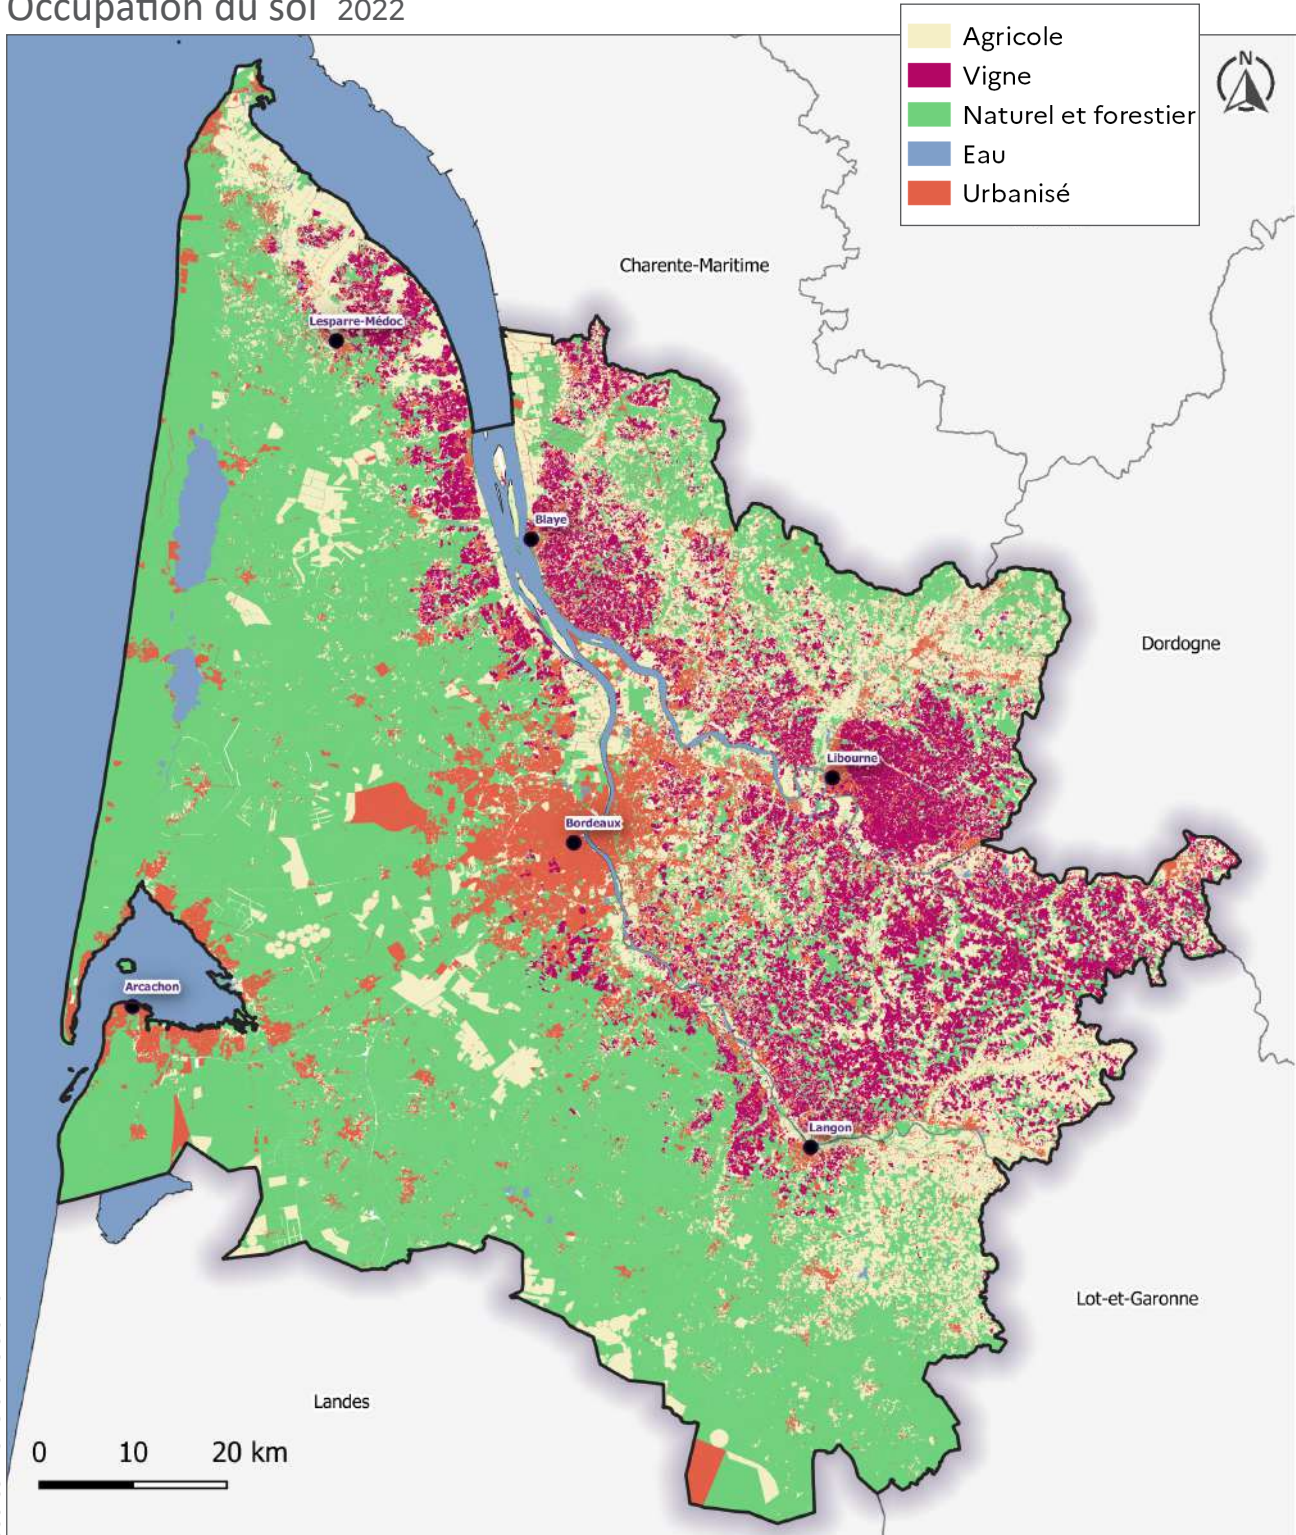 Occupation du sol 2022
Agricole
Vigne
Naturel et forestier
Eau
Urbanisé
N
Charente-Maritime
Lesparre-Médoc
Blaye
Dordogne
Libourne
Bordeaux
Arcachon
Langon
Lot-et-Garonne
Landes
0 10 20 km